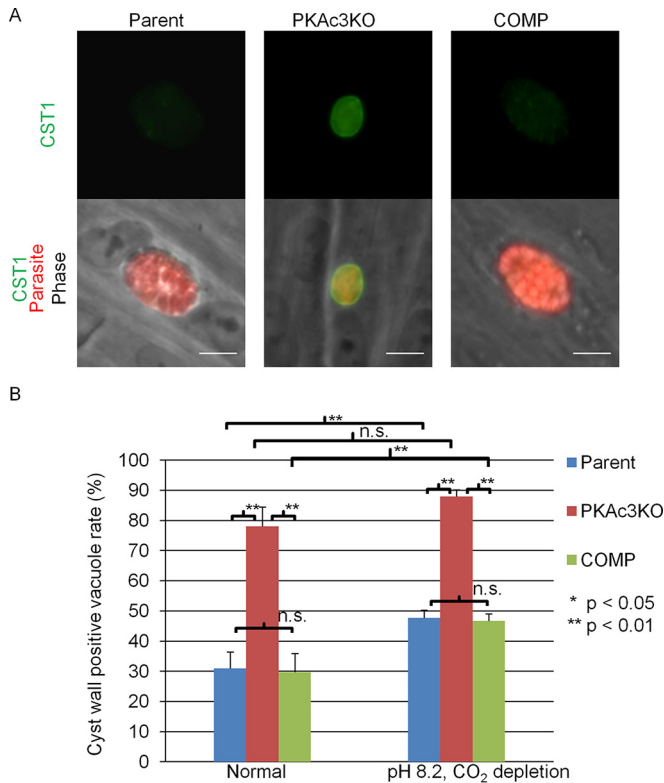 A
Parent PKAc3KO COMP
CST1
CST1
Parasite
Phase
B
**
n.s.
**
Cyst wall positive vacuole rate (%)
100
90
80
70
60
50
40
30
20
10
0
** **
n.s.
** **
n.s.
Normal
pH 8.2, CO₂ depletion
Parent
PKAc3KO
COMP
* p < 0.05
** p < 0.01